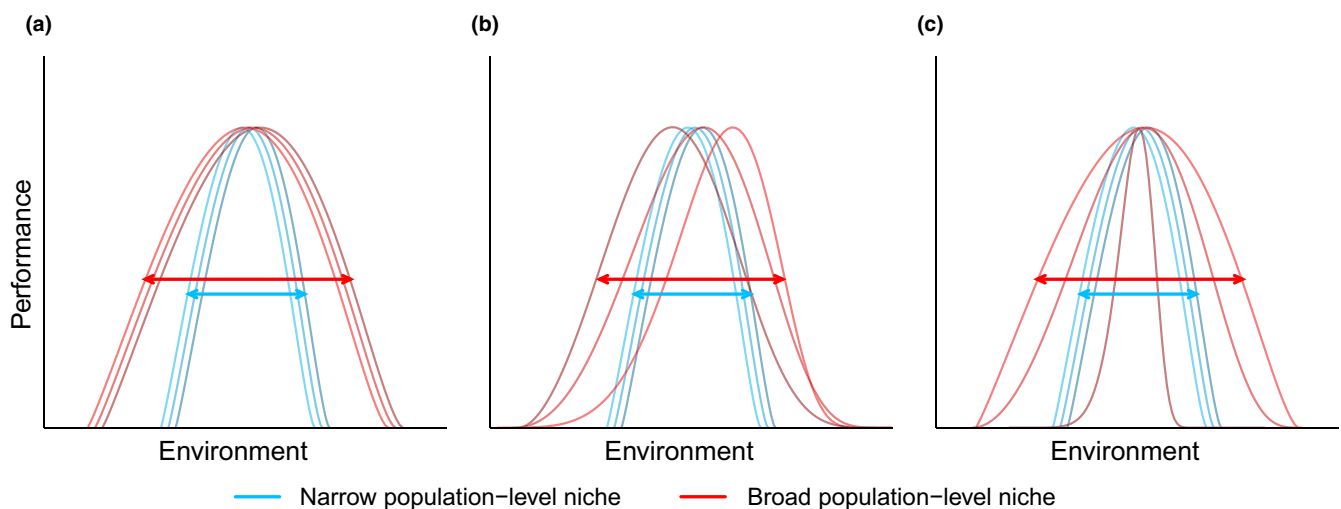 (a)
(b)
(c)
Performance
Environment
Environment
Environment
Narrow population−level niche
Broad population−level niche